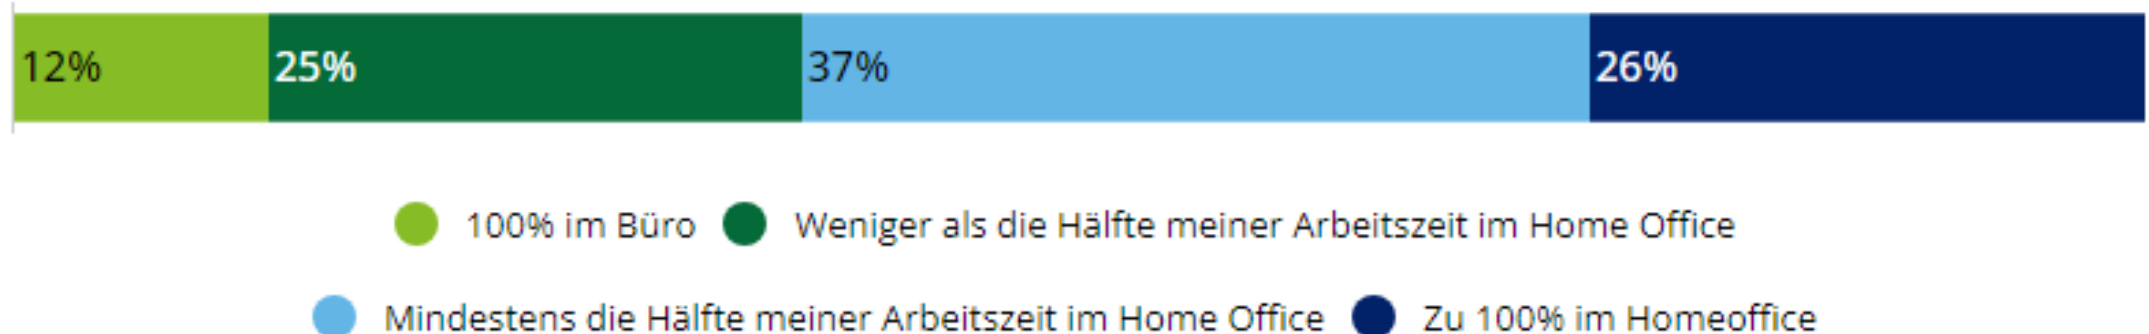 12% 25% 37% 26%
100% im Büro Weniger als die Hälfte meiner Arbeitszeit im Home Office
Mindestens die Hälfte meiner Arbeitszeit im Home Office Zu 100% im Homeoffice